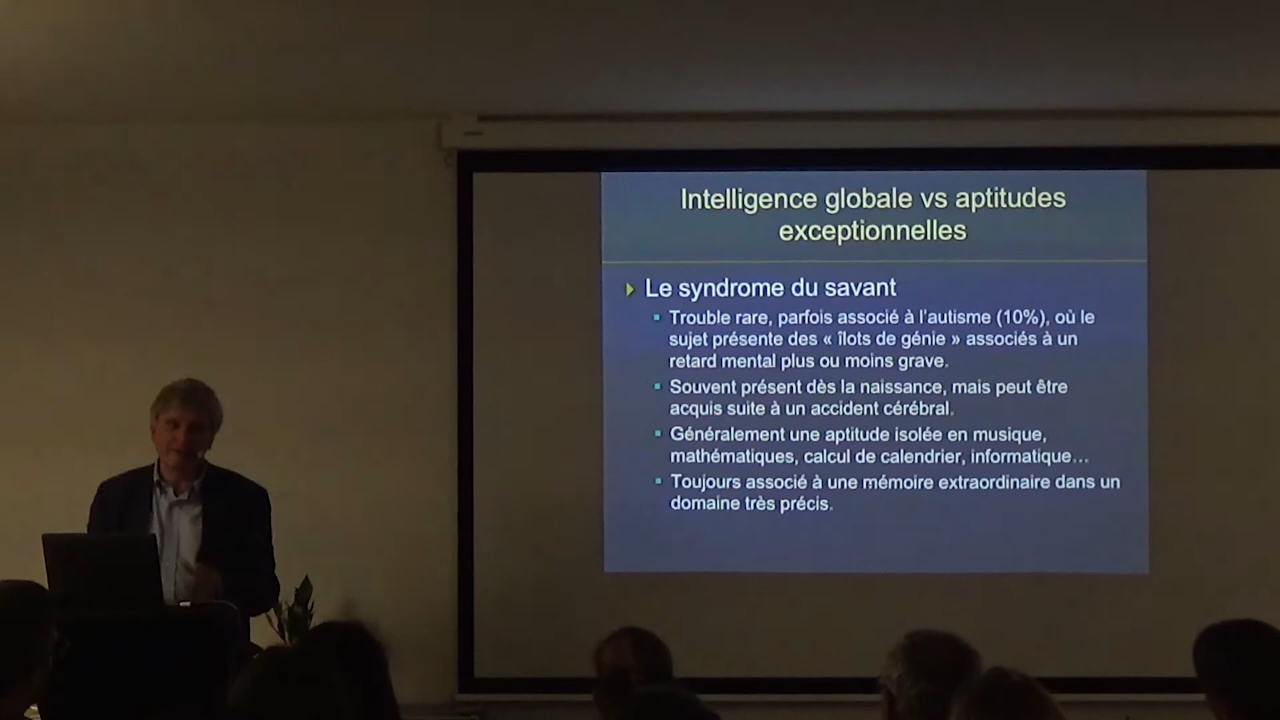 Intelligence globale vs aptitudes
exceptionnelles
Le syndrome du savant
Trouble rare, parfois associé à l'autisme (10%), où le
sujet présente des « îlots de génie » associés à un
retard mental plus ou moins grave.
Souvent présent dès la naissance, mais peut être
acquis suite à un accident cérébral.
Généralement une aptitude isolée en musique,
mathématiques, calcul de calendrier, informatique…
Toujours associé à une mémoire extraordinaire dans un
domaine très précis.